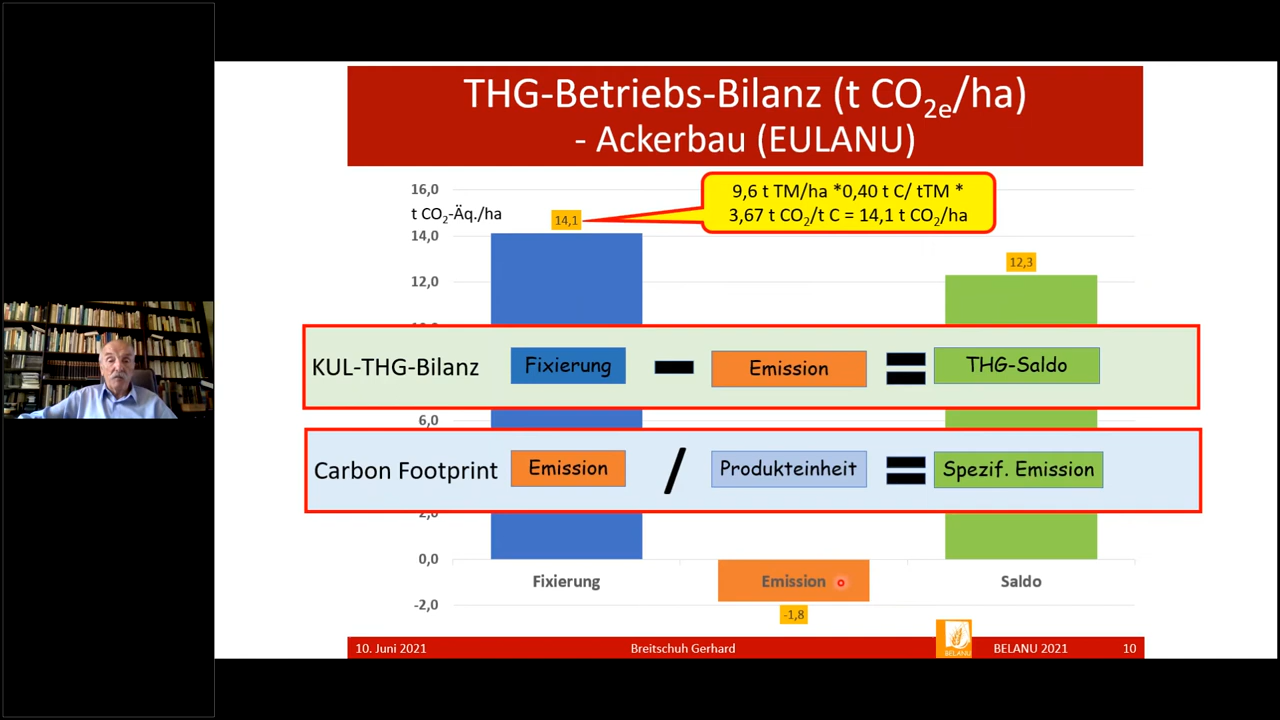 THG-Betriebs-Bilanz (t CO₂ₑ/ha)
- Ackerbau (EULANU)
9,6 t TM/ha *0,40 t C/ tTM *
3,67 t CO₂/t C = 14,1 t CO₂/ha
16,0
t CO₂-Äq./ha
14,1
14,0
12,3
12,0
KUL-THG-Bilanz Fixierung - Emission = THG-Saldo
6,0
Carbon Footprint Emission / Produkteinheit = Spezif. Emission
2,0
0,0
Fixierung Emission Saldo
-2,0
-1,8
10. Juni 2021 Breitschuh Gerhard BELANU BELANU 2021 10